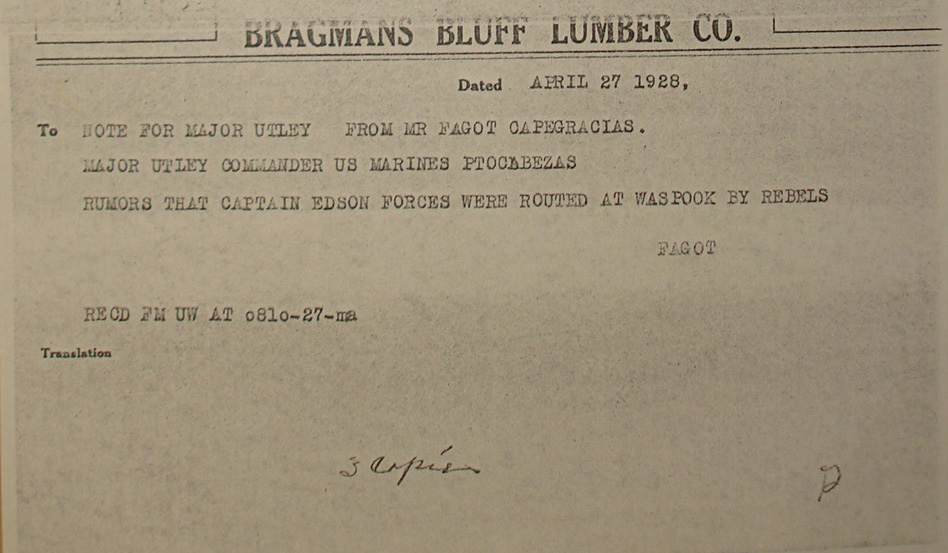 BRAGMANS BLUFF LUMBER CO.
Dated APRIL 27 1928,
To NOTE FOR MAJOR UTLEY FROM MR FAGOT CAPEGRACIAS.
MAJOR UTLEY COMMANDER US MARINES PTOCABEZAS
RUMORS THAT CAPTAIN EDSON FORCES WERE ROUTED AT WASPOOK BY REBELS
FAGOT
RECD FM UW AT o81o-27-ma
Translation
3 Copies